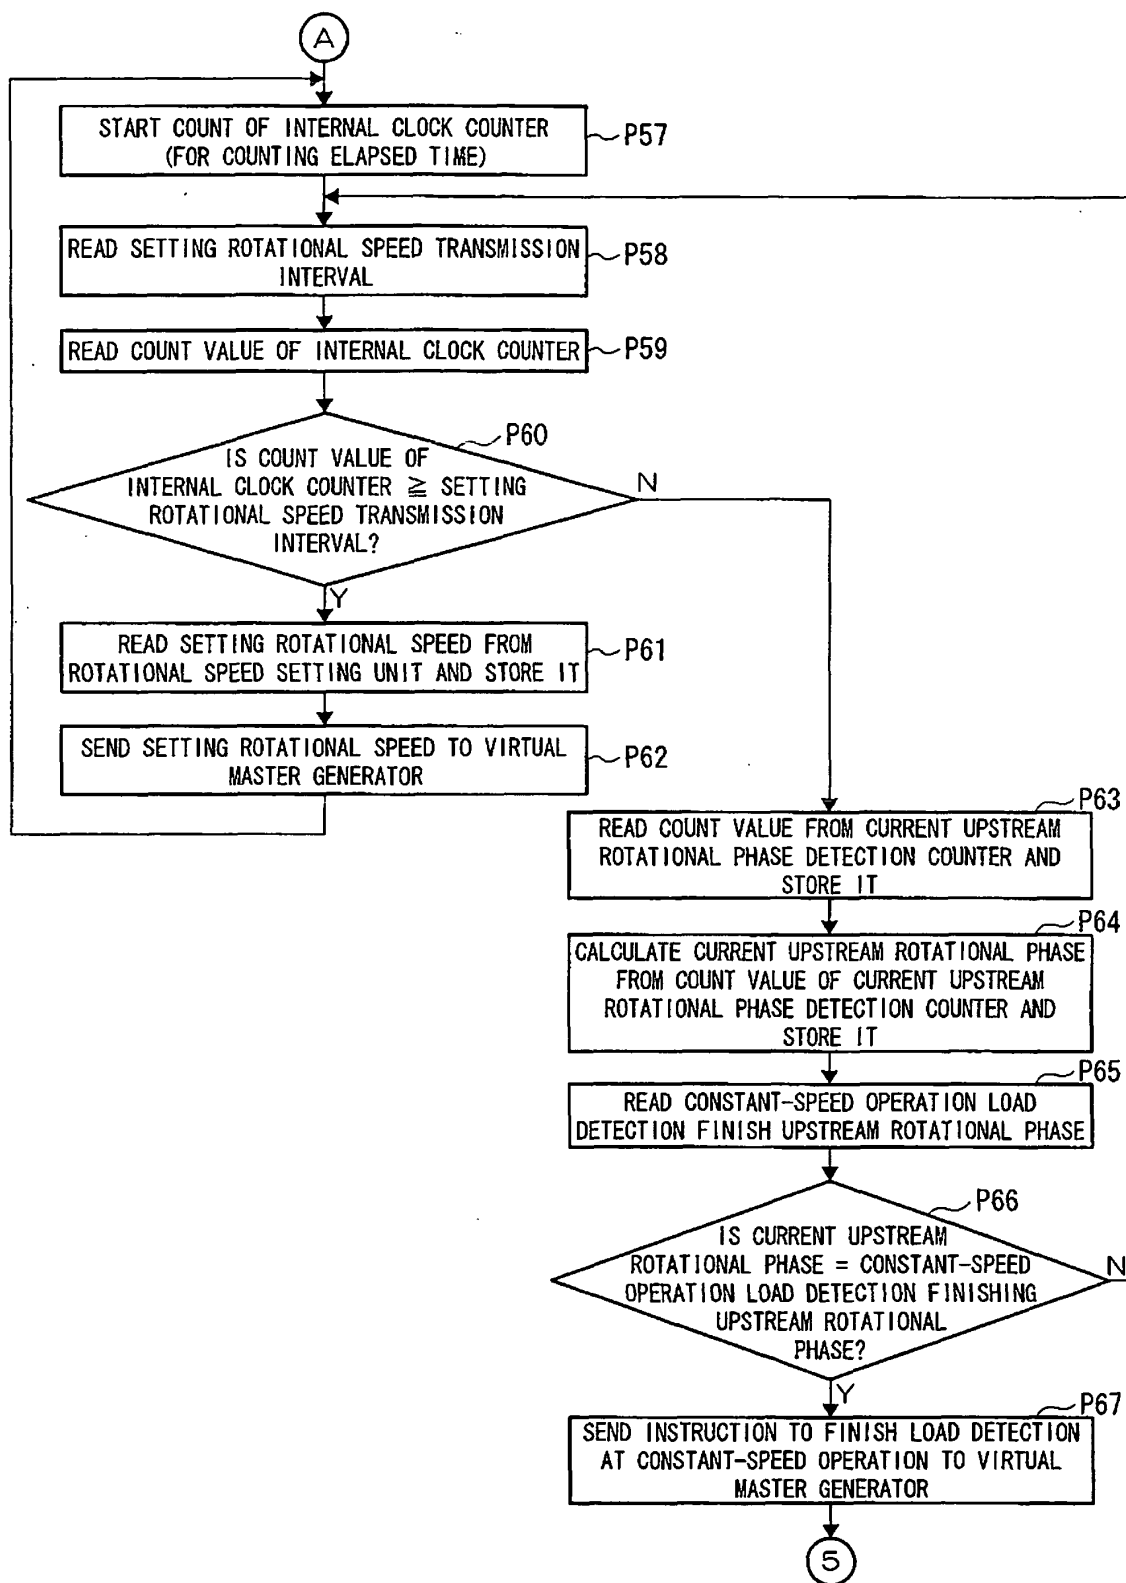 A
START COUNT OF INTERNAL CLOCK COUNTER
(FOR COUNTING ELAPSED TIME)
P57
READ SETTING ROTATIONAL SPEED TRANSMISSION
INTERVAL
P58
READ COUNT VALUE OF INTERNAL CLOCK COUNTER
P59
P60
IS COUNT VALUE OF
INTERNAL CLOCK COUNTER ≧ SETTING
ROTATIONAL SPEED TRANSMISSION
INTERVAL?
N
Y
READ SETTING ROTATIONAL SPEED FROM
ROTATIONAL SPEED SETTING UNIT AND STORE IT
P61
SEND SETTING ROTATIONAL SPEED TO VIRTUAL
MASTER GENERATOR
P62
P63
READ COUNT VALUE FROM CURRENT UPSTREAM
ROTATIONAL PHASE DETECTION COUNTER AND
STORE IT
P64
CALCULATE CURRENT UPSTREAM ROTATIONAL PHASE
FROM COUNT VALUE OF CURRENT UPSTREAM
ROTATIONAL PHASE DETECTION COUNTER AND
STORE IT
P65
READ CONSTANT-SPEED OPERATION LOAD
DETECTION FINISH UPSTREAM ROTATIONAL PHASE
P66
IS CURRENT UPSTREAM
ROTATIONAL PHASE = CONSTANT-SPEED
OPERATION LOAD DETECTION FINISHING
UPSTREAM ROTATIONAL
PHASE?
N
Y
P67
SEND INSTRUCTION TO FINISH LOAD DETECTION
AT CONSTANT-SPEED OPERATION TO VIRTUAL
MASTER GENERATOR
5